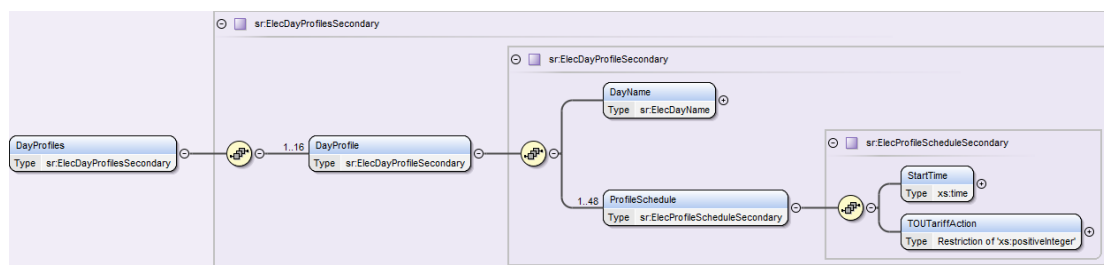 sr:ElecDayProfilesSecondary
sr:ElecDayProfileSecondary
DayName
Type sr:ElecDayName
DayProfiles
Type sr:ElecDayProfilesSecondary
1..16
DayProfile
Type sr:ElecDayProfileSecondary
sr:ElecProfileScheduleSecondary
StartTime
Type xs:time
1..48
ProfileSchedule
Type sr:ElecProfileScheduleSecondary
TOUTariffAction
Type Restriction of 'xs:positiveInteger'